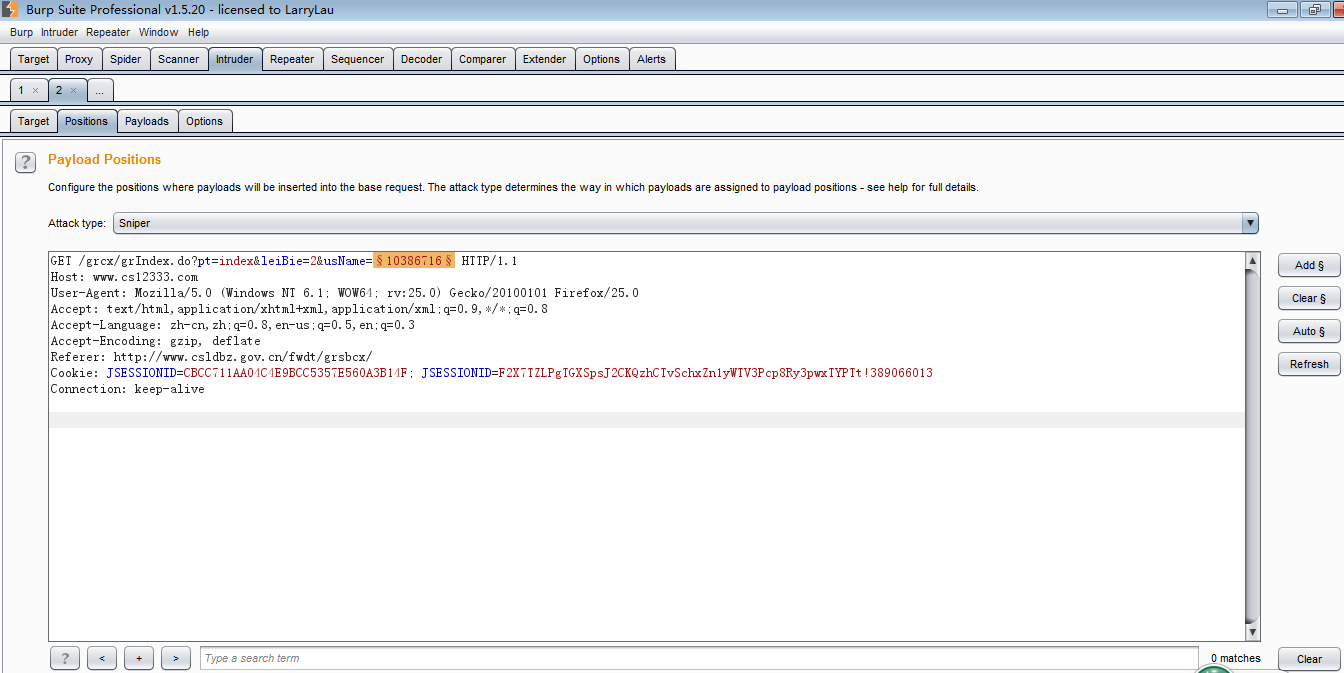 Burp Suite Professional v1.5.20 - licensed to LarryLau
Burp Intruder Repeater Window Help
Target Proxy Spider Scanner Intruder Repeater Sequencer Decoder Comparer Extender Options Alerts
1 × 2 × ...
Target Positions Payloads Options
? Payload Positions
Configure the positions where payloads will be inserted into the base request. The attack type determines the way in which payloads are assigned to payload positions - see help for full details.
Attack type: Sniper
GET /grcx/grIndex.do?pt=index&leiBie=2&usName=§10386716§ HTTP/1.1
Host: www.cs12333.com
User-Agent: Mozilla/5.0 (Windows NT 6.1; WOW64; rv:25.0) Gecko/20100101 Firefox/25.0
Accept: text/html,application/xhtml+xml,application/xml;q=0.9,*/*;q=0.8
Accept-Language: zh-cn,zh;q=0.8,en-us;q=0.5,en;q=0.3
Accept-Encoding: gzip, deflate
Referer: http://www.csldbz.gov.cn/fwdt/grsbcx/
Cookie: JSESSIONID=CBCC711AA04C4E9BCC5357E560A3B14F; JSESSIONID=F2X7TZLPgTGXSpsJ2CKQzhCTvSchxZn1yWTV3Pcp8Ry3pwxTYPTt!389066013
Connection: keep-alive
Add §
Clear §
Auto §
Refresh
? < + > Type a search term 0 matches Clear